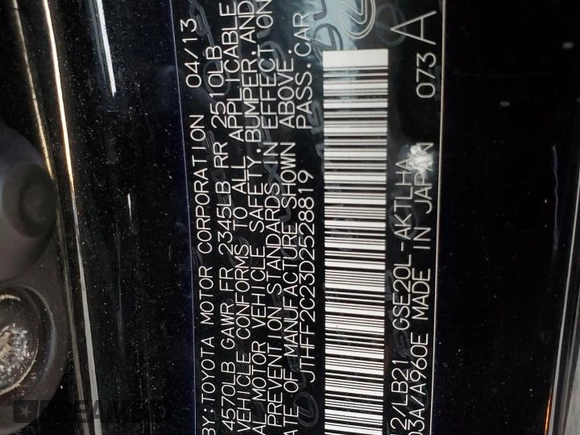 BY:TOYOTA MOTOR CORPORATION 04/13
4570LB GAWR FR 2345LB RR 2510LB
VEHICLE CONFORMS TO ALL APPLICABLE
AL MOTOR VEHICLE SAFETY,BUMPER,AND
PREVENTION STANDARDS IN EFFECT ON
ATE OF MANUFACTURE SHOWN ABOVE.
JTHFF2C23D2528819 PASS.CAR
2/LB21 GSE20L-AKTLHA 073
03A/A960E MADE IN JAPAN A